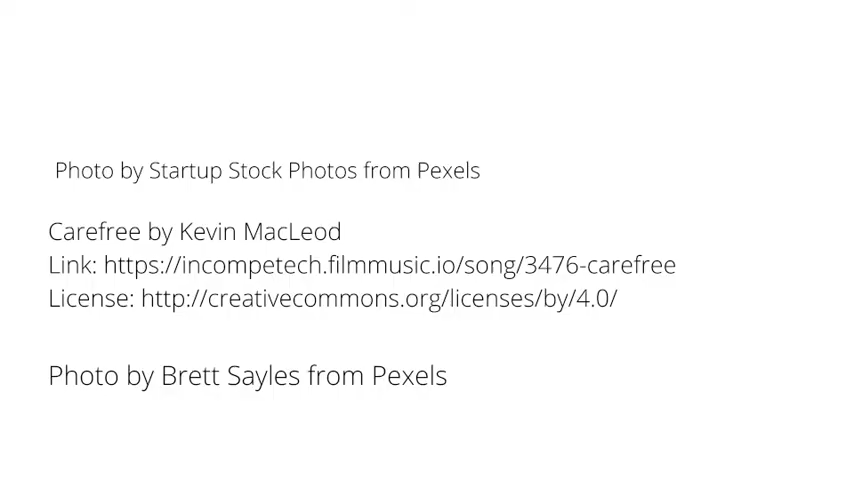 Photo by Startup Stock Photos from Pexels
Carefree by Kevin MacLeod
Link: https://incompetech.filmmusic.io/song/3476-carefree
License: http://creativecommons.org/licenses/by/4.0/
Photo by Brett Sayles from Pexels